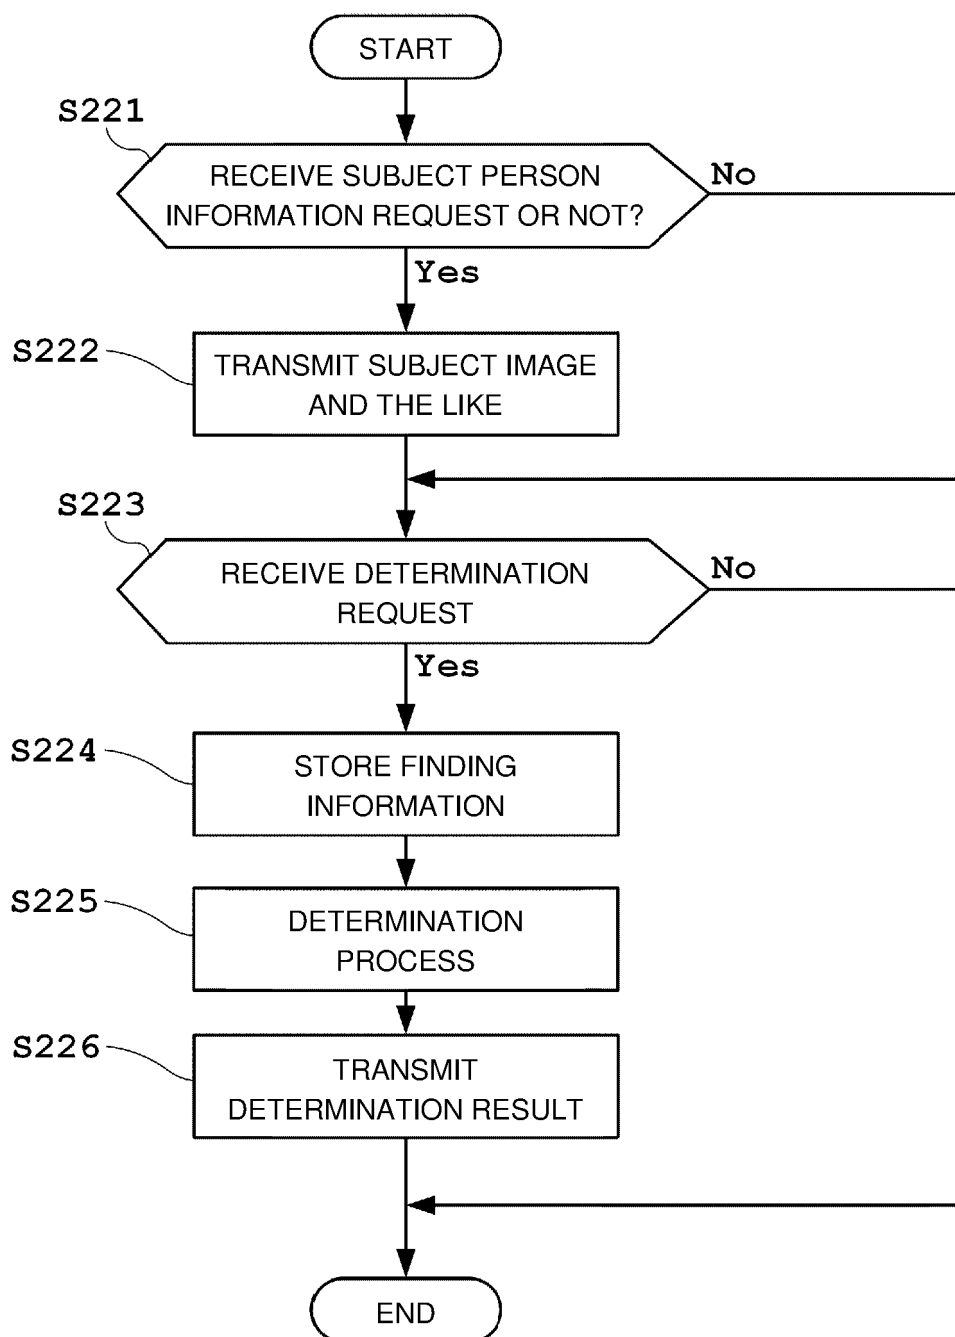 START
S221
RECEIVE SUBJECT PERSON
INFORMATION REQUEST OR NOT?
No
Yes
S222
TRANSMIT SUBJECT IMAGE
AND THE LIKE
S223
RECEIVE DETERMINATION
REQUEST
No
Yes
S224
STORE FINDING
INFORMATION
S225
DETERMINATION
PROCESS
S226
TRANSMIT
DETERMINATION RESULT
END